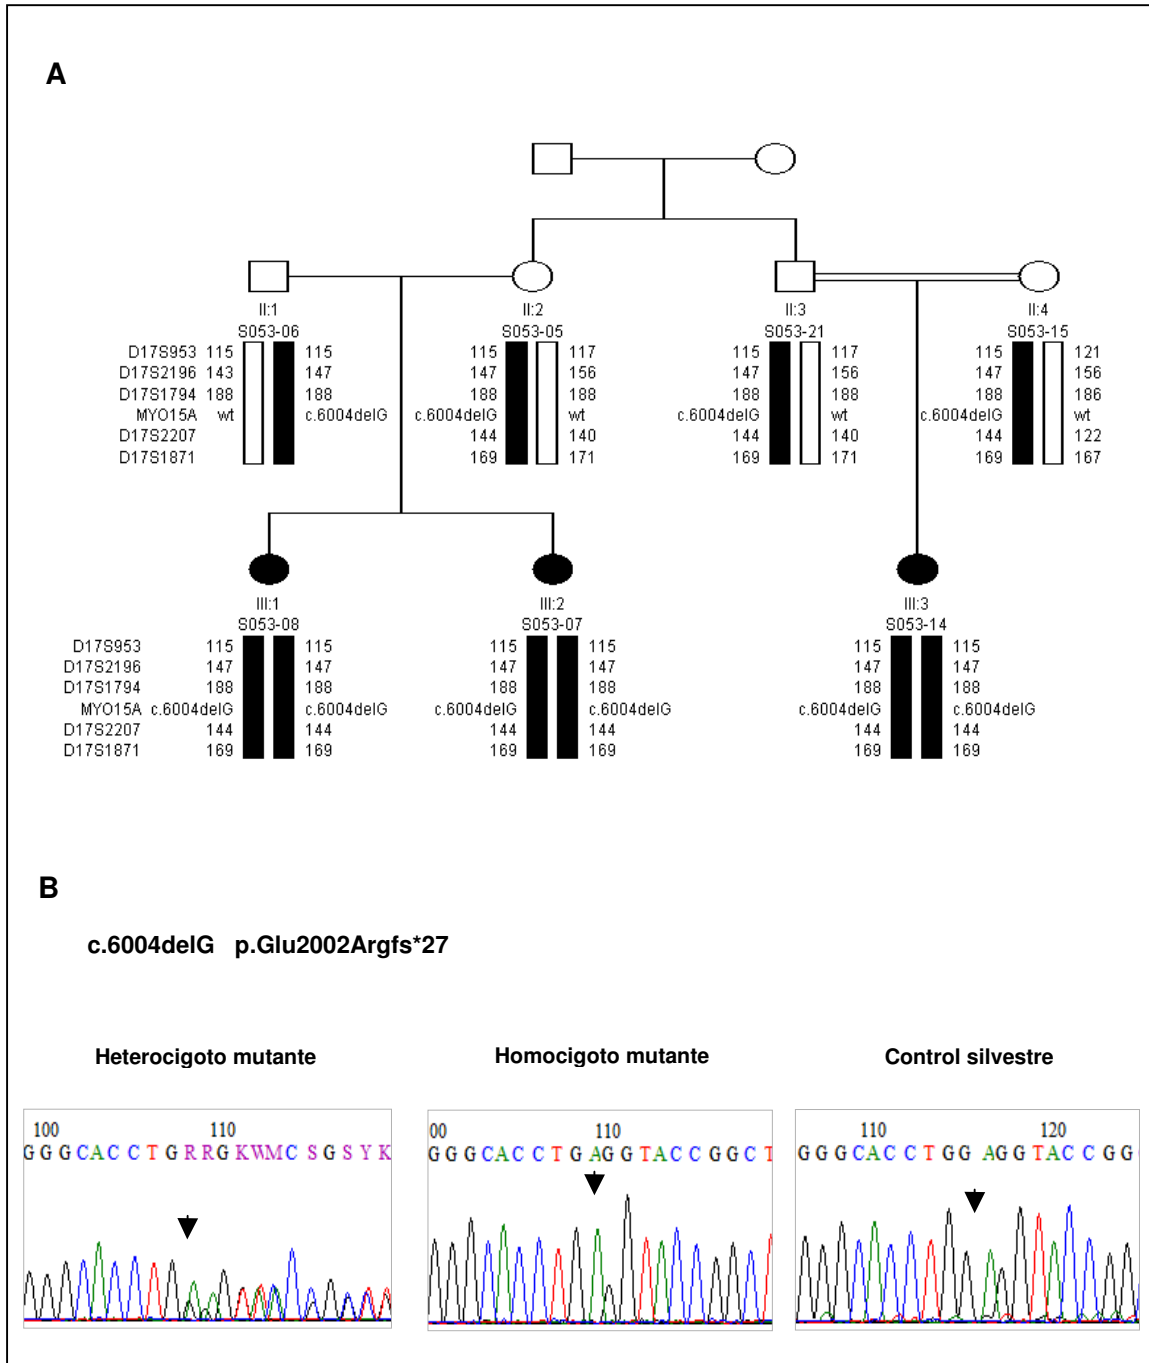 A
II:1 II:2 II:3 II:4
S053-06 S053-05 S053-21 S053-15
D17S953 115 115 115 117 115 117 115 121
D17S2196 143 147 147 156 147 156 147 156
D17S1794 188 188 188 188 188 188 188 186
MYO15A wt c.6004delG c.6004delG wt c.6004delG wt c.6004delG wt
D17S2207 144 140 144 140 144 122
D17S1871 169 171 169 171 169 167
III:1 III:2 III:3
S053-08 S053-07 S053-14
D17S953 115 115 115 115 115 115
D17S2196 147 147 147 147 147 147
D17S1794 188 188 188 188 188 188
MYO15A c.6004delG c.6004delG c.6004delG c.6004delG c.6004delG c.6004delG
D17S2207 144 144 144 144 144 144
D17S1871 169 169 169 169 169 169
B
c.6004delG p.Glu2002Argfs*27
Heterocigoto mutante Homocigoto mutante Control silvestre
100 110 00 110 110 120
G G G C A C C T G R R G K W M C S G S Y K G G G C A C C T G A G G T A C C G G C T G G G C A C C T G G A G G T A C C G G